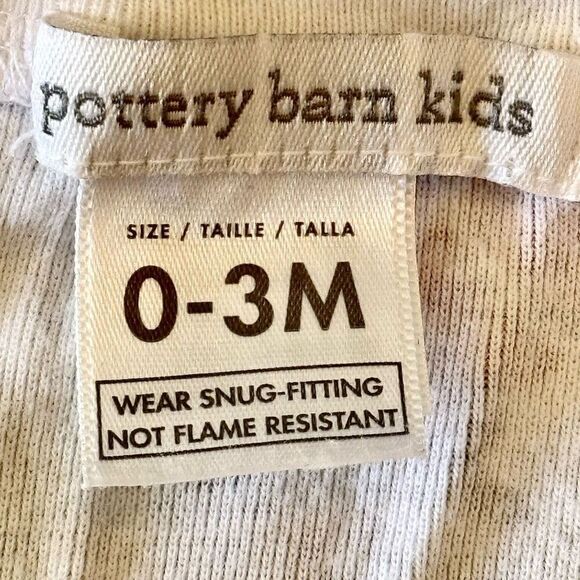 pottery barn kids
SIZE / TAILLE / TALLA
0-3M
WEAR SNUG-FITTING
NOT FLAME RESISTANT